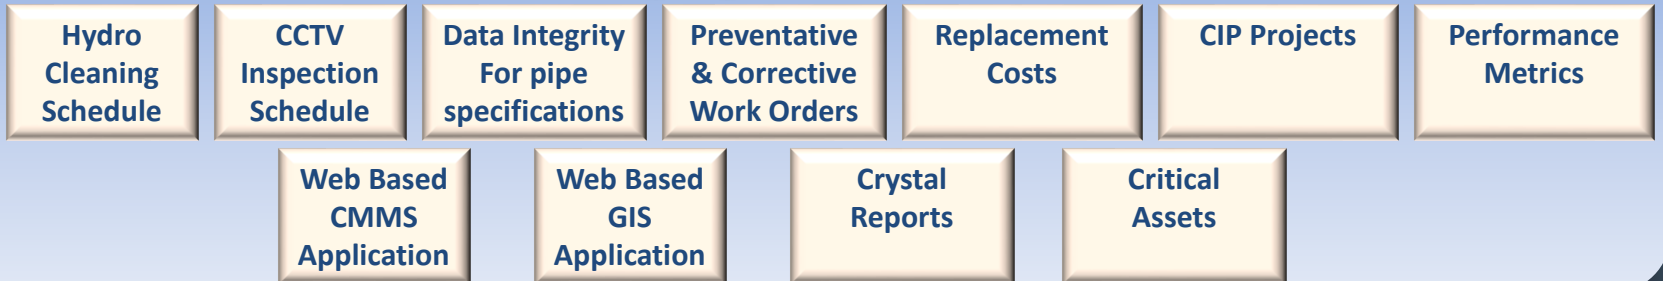 Hydro
Cleaning
Schedule
CCTV
Inspection
Schedule
Data Integrity
For pipe
specifications
Preventative
& Corrective
Work Orders
Replacement
Costs
CIP Projects
Performance
Metrics
Web Based
CMMS
Application
Web Based
GIS
Application
Crystal
Reports
Critical
Assets